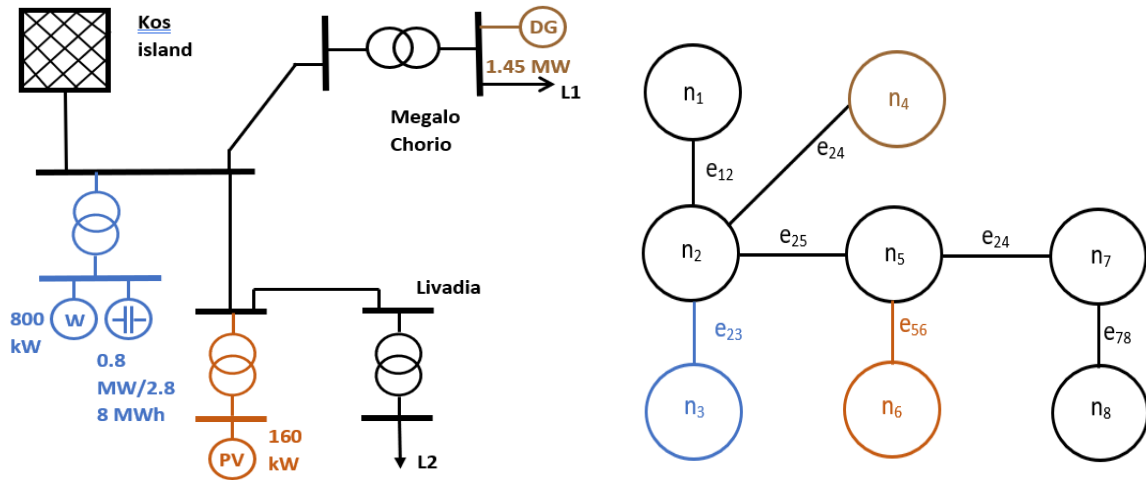 Kos
island
DG
1.45 MW
L1
Megalo
Chorio
W
800
kW
0.8
MW/2.8
8 MWh
Livadia
PV
160
kW
L2
n1
n4
e12
e24
n2
e25
n5
e24
n7
e23
e56
e78
n3
n6
n8